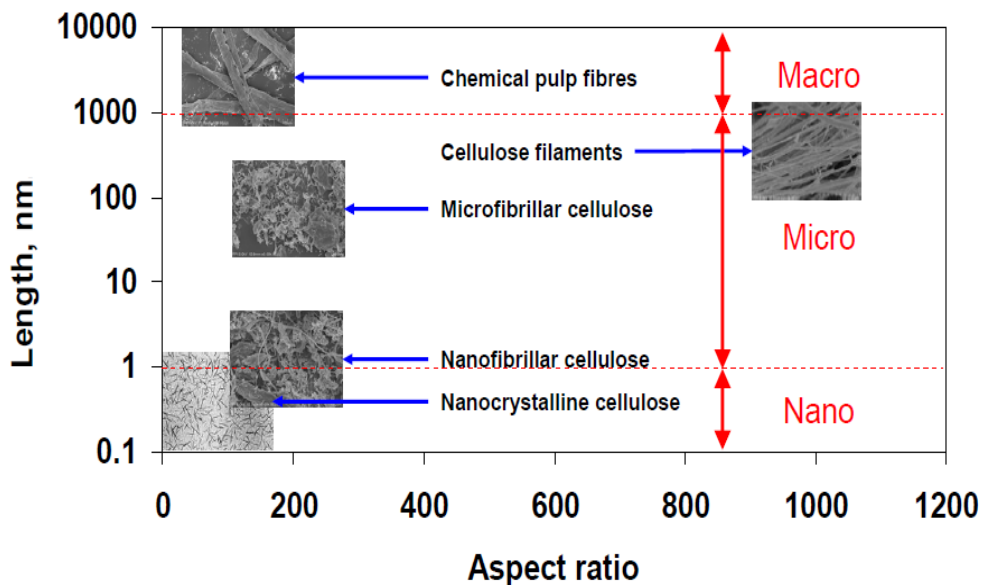 10000
1000
100
10
1
0.1
Length, nm
Chemical pulp fibres
Cellulose filaments
Microfibrillar cellulose
Nanofibrillar cellulose
Nanocrystalline cellulose
Macro
Micro
Nano
0 200 400 600 800 1000 1200
Aspect ratio